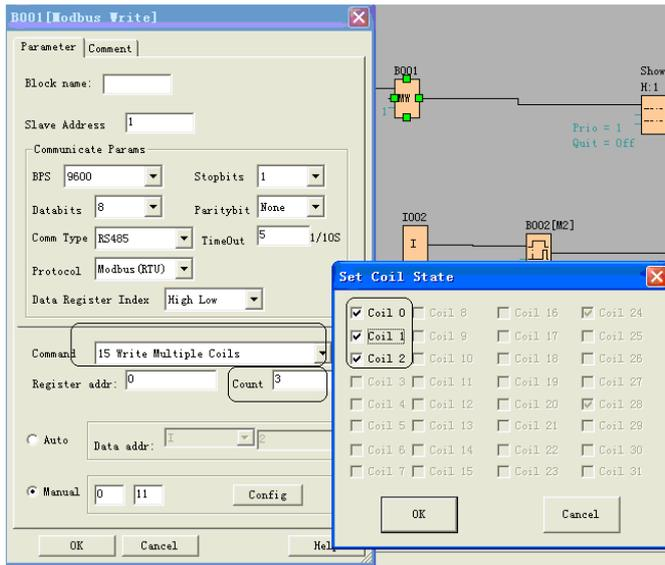 B001[Modbus Write]
Parameter Comment
Block name:
Slave Address 1
Communicate Params
BPS 9600 Stopbits 1
Databits 8 Paritybit None
Comm Type RS485 TimeOut 5 1/10S
Protocol Modbus(RTU)
Data Register Index High Low
Command 15 Write Multiple Coils
Register addr: 0 Count 3
Auto Data addr: I 2
Manual 0 11 Config
OK Cancel Hel
B001
MW
1
Show
H:1
Prio = 1
Quit = Off
I002
I
B002[M2]
Set Coil State
Coil 0 Coil 8 Coil 16 Coil 24
Coil 1 Coil 9 Coil 17 Coil 25
Coil 2 Coil 10 Coil 18 Coil 26
Coil 3 Coil 11 Coil 19 Coil 27
Coil 4 Coil 12 Coil 20 Coil 28
Coil 5 Coil 13 Coil 21 Coil 29
Coil 6 Coil 14 Coil 22 Coil 30
Coil 7 Coil 15 Coil 23 Coil 31
OK Cancel